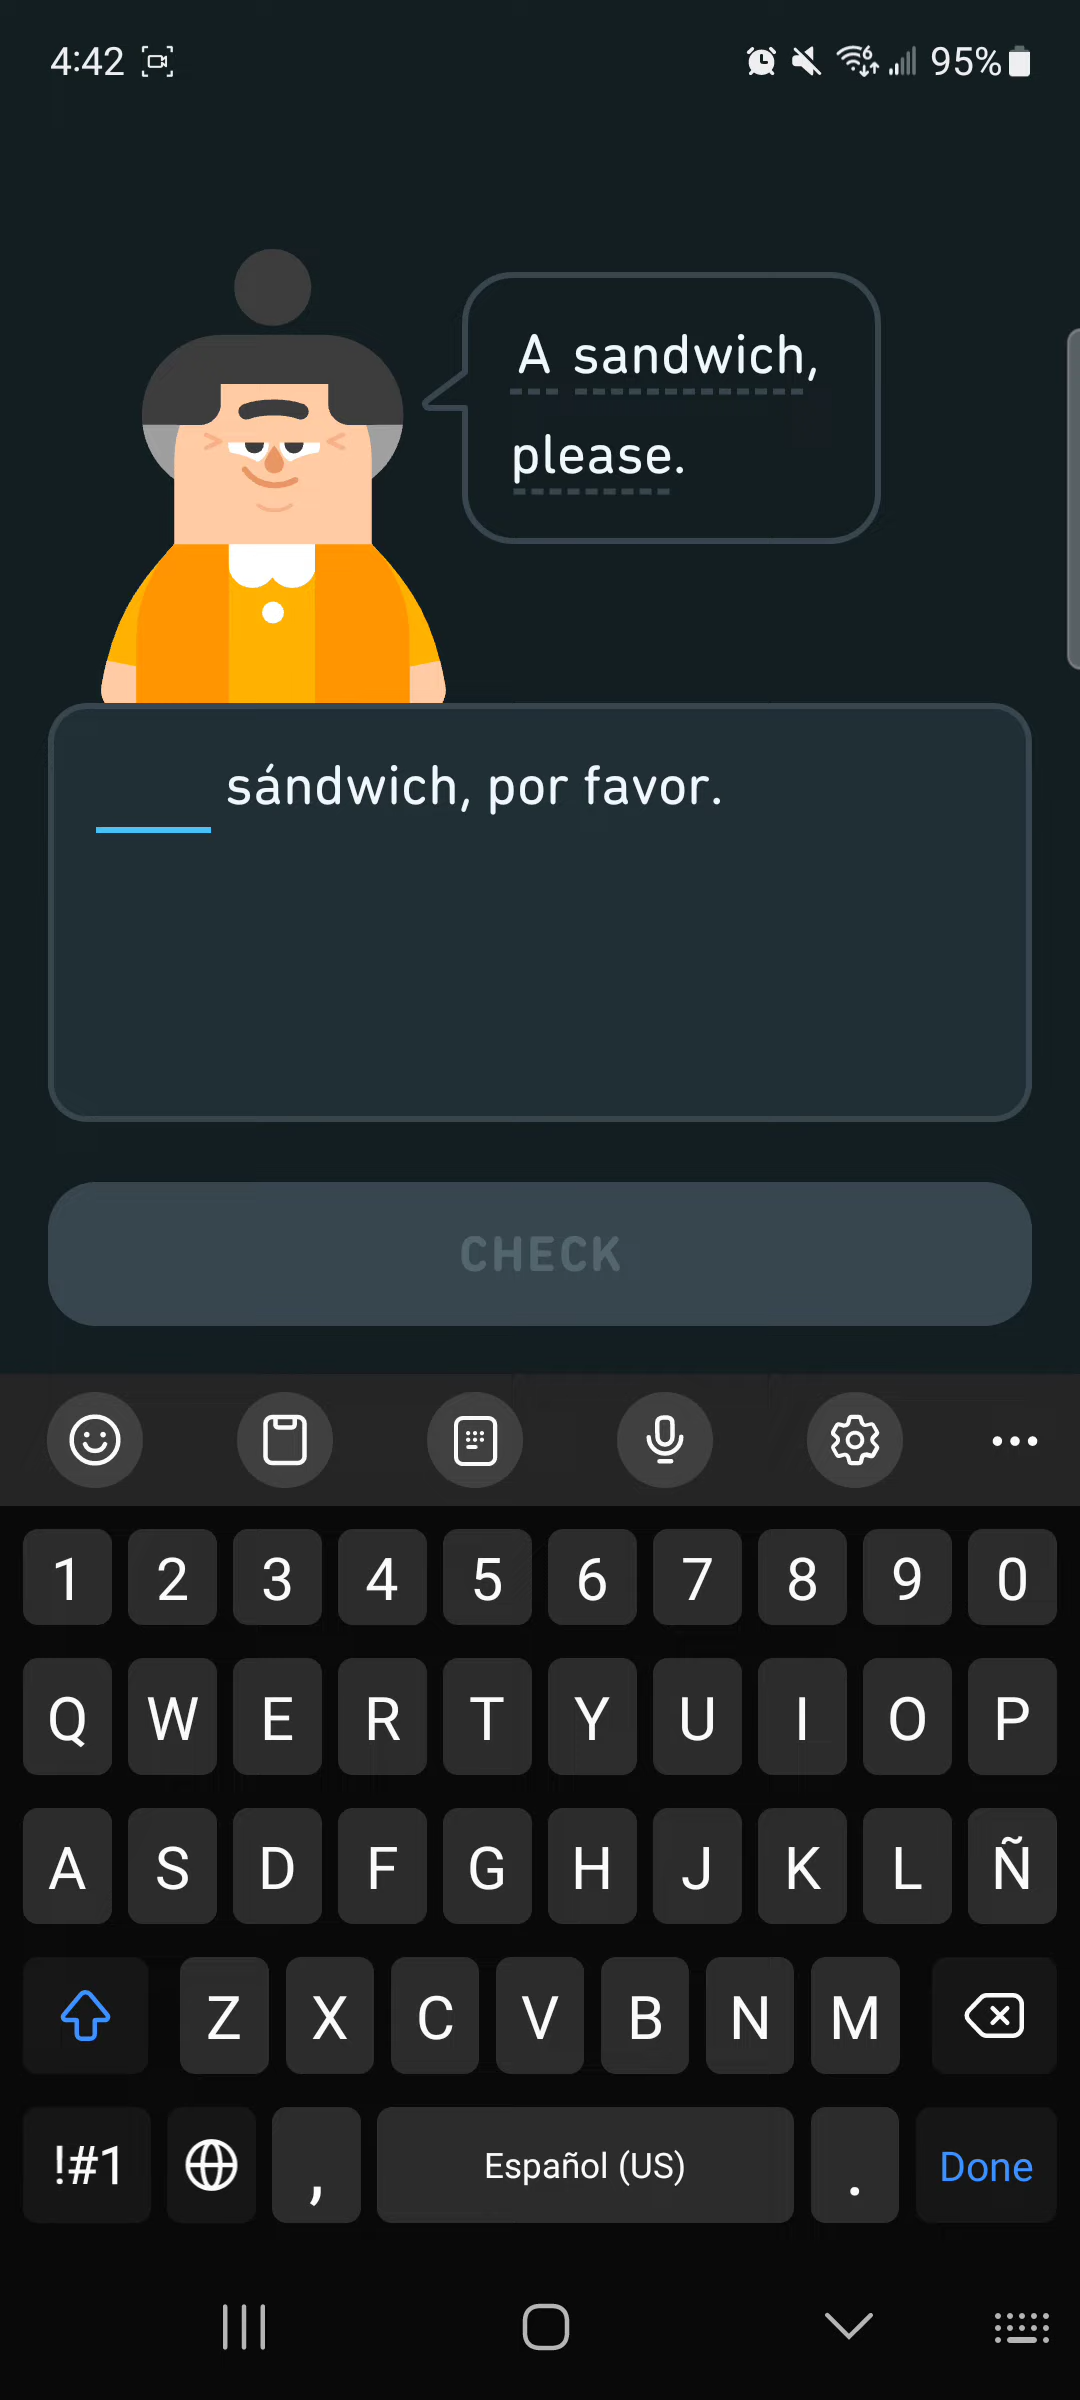 4:42 95%
A sandwich,
please.
sándwich, por favor.
CHECK
1 2 3 4 5 6 7 8 9 0
Q W E R T Y U I O P
A S D F G H J K L Ñ
Z X C V B N M
!#1 , Español (US) . Done